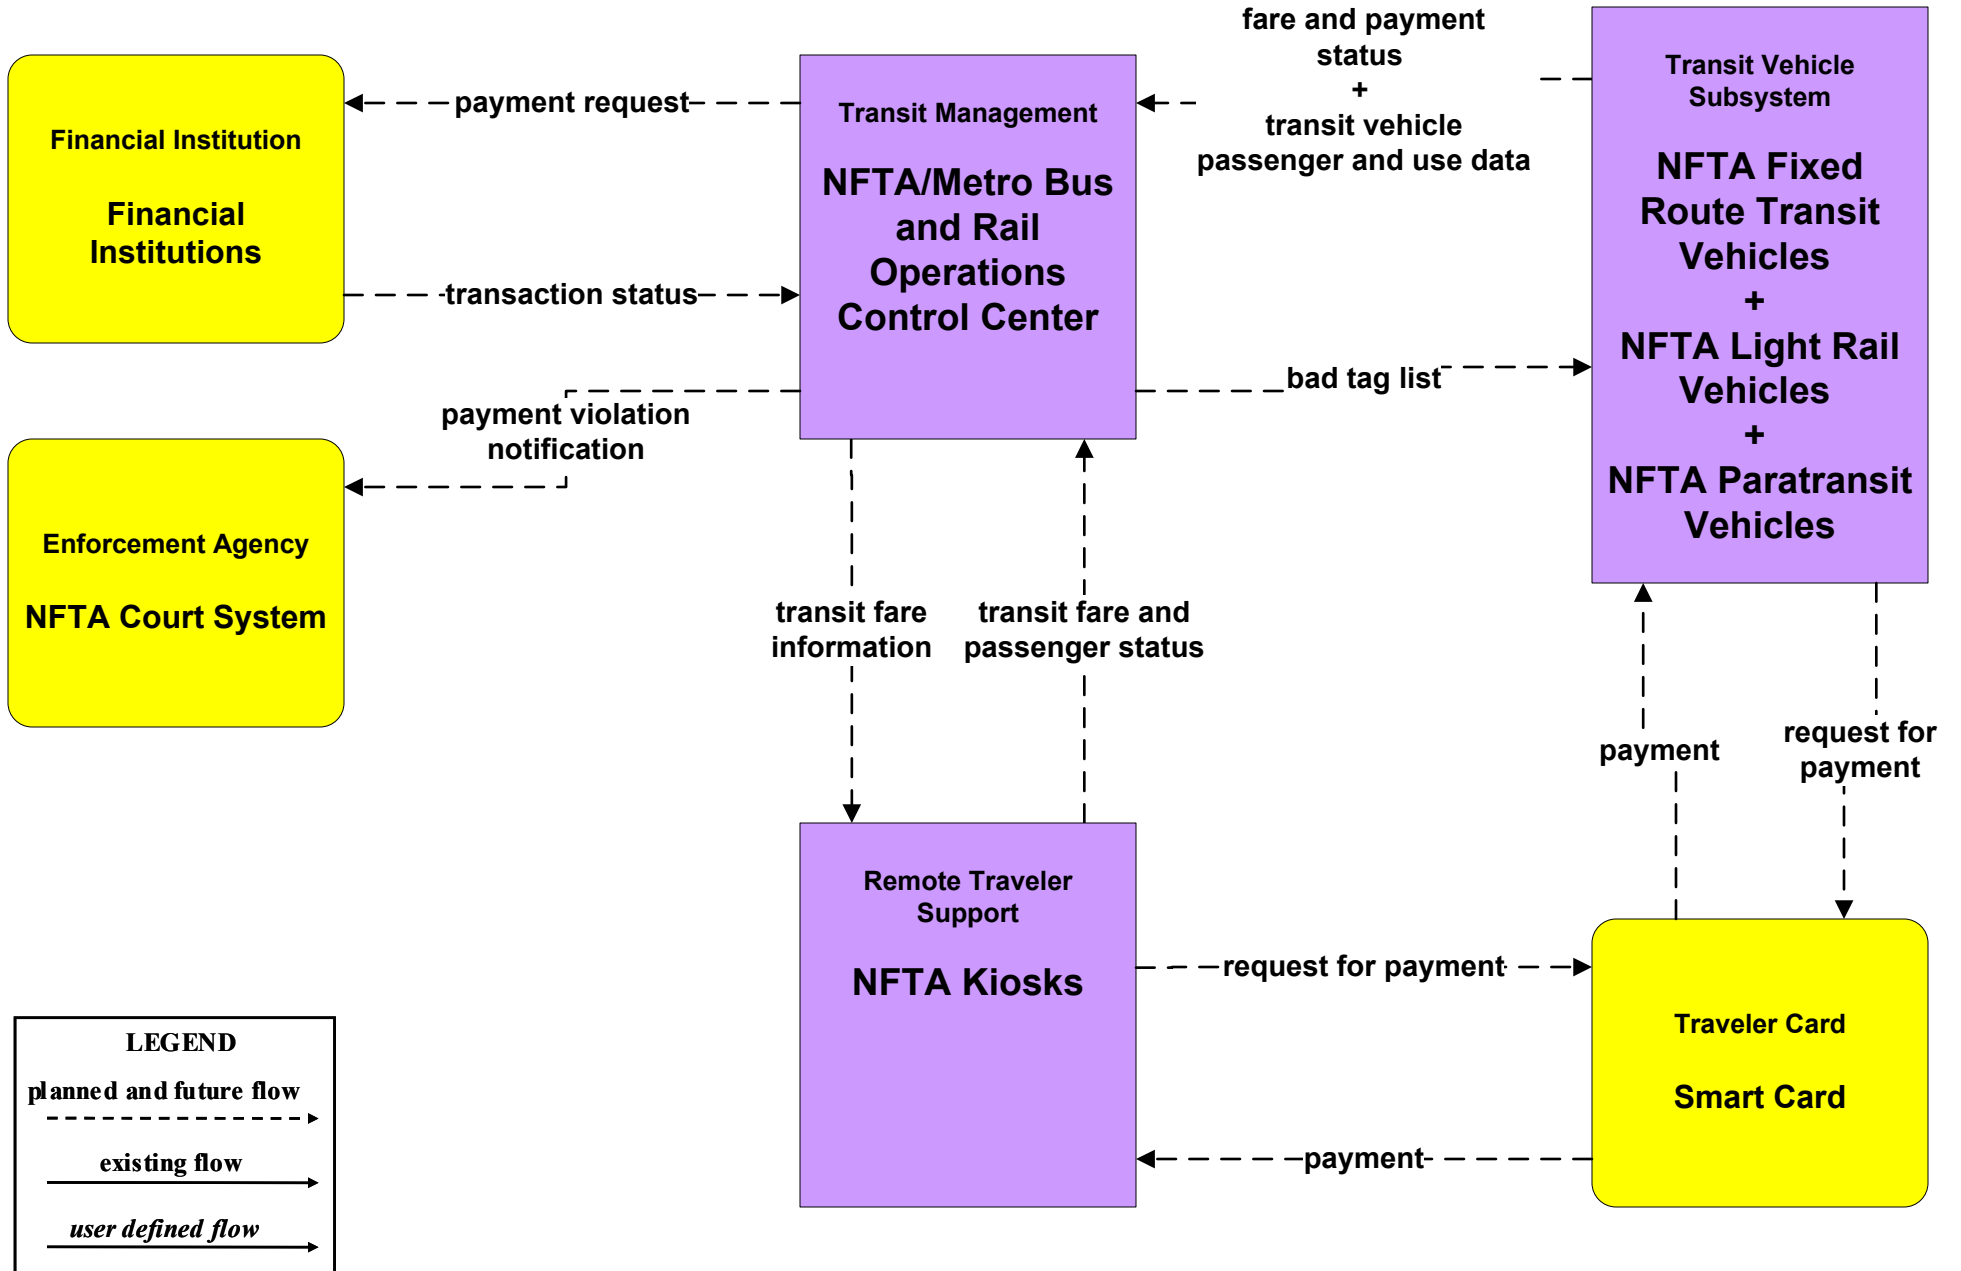 Financial Institution
Financial
Institutions
payment request
transaction status
Transit Management
NFTA/Metro Bus
and Rail
Operations
Control Center
fare and payment
status
+
transit vehicle
passenger and use data
Transit Vehicle
Subsystem
NFTA Fixed
Route Transit
Vehicles
+
NFTA Light Rail
Vehicles
+
NFTA Paratransit
Vehicles
bad tag list
payment violation
notification
Enforcement Agency
NFTA Court System
transit fare
information
transit fare and
passenger status
payment
request for
payment
Remote Traveler
Support
NFTA Kiosks
request for payment
payment
Traveler Card
Smart Card
LEGEND
planned and future flow
existing flow
user defined flow